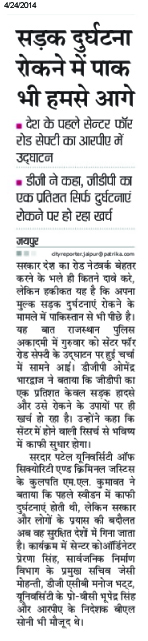 4/24/2014
सड़क दुर्घटना
रोकने में पाक
भी हमसे आगे
देश के पहले सेन्टर फॉर
रोड सेफ्टी का आरपीए में
उद्घाटन
डीजी ने कहा, जीडीपी का
एक प्रतिशत सिर्फ दुर्घटनाएं
रोकने पर हो रहा खर्च
जयपुर
cityreporter.jaipur@patrika.com
सरकार देश का रोड नेटवर्क बेहतर
करने के भले ही कितने दावे करे,
लेकिन हकीकत यह है कि अपना
मुल्क सड़क दुर्घटनाएं रोकने के
मामले में पाकिस्तान से भी पीछे है।
यह बात राजस्थान पुलिस
अकादमी में गुरुवार को सेंटर फॉर
रोड सेफ्टी के उद्घाटन पर हुई चर्चा
में सामने आई। डीजीपी ओमेंद्र
भारद्वाज ने बताया कि जीडीपी का
एक प्रतिशत केवल सड़क हादसे
और उसे रोकने के उपायों पर ही
खर्च हो रहा है। उन्होंने कहा कि
सेंटर में होने वाली रिसर्च से भविष्य
में काफी सुधार होगा।
सरदार पटेल यूनिवर्सिटी ऑफ
सिक्योरिटी एण्ड क्रिमिनल जस्टिस
के कुलपति एम.एल. कुमावत ने
बताया कि पहले स्वीडन में काफी
दुर्घटनाएं होती थी, लेकिन सरकार
और लोगों के प्रयास की बदौलत
अब वह सुरक्षित देशों में गिना जाता
है। कार्यक्रम में सेन्टर कोऑर्डिनेटर
प्रेरणा सिंह, सार्वजनिक निर्माण
विभाग के प्रमुख सचिव जेसी
मोहन्ती, डीजी एसीबी मनोज भट्ट,
यूनिवर्सिटी के प्रो-वीसी भूपेंद्र सिंह
और आरपीए के निदेशक बीएल
सोनी भी मौजूद थे।